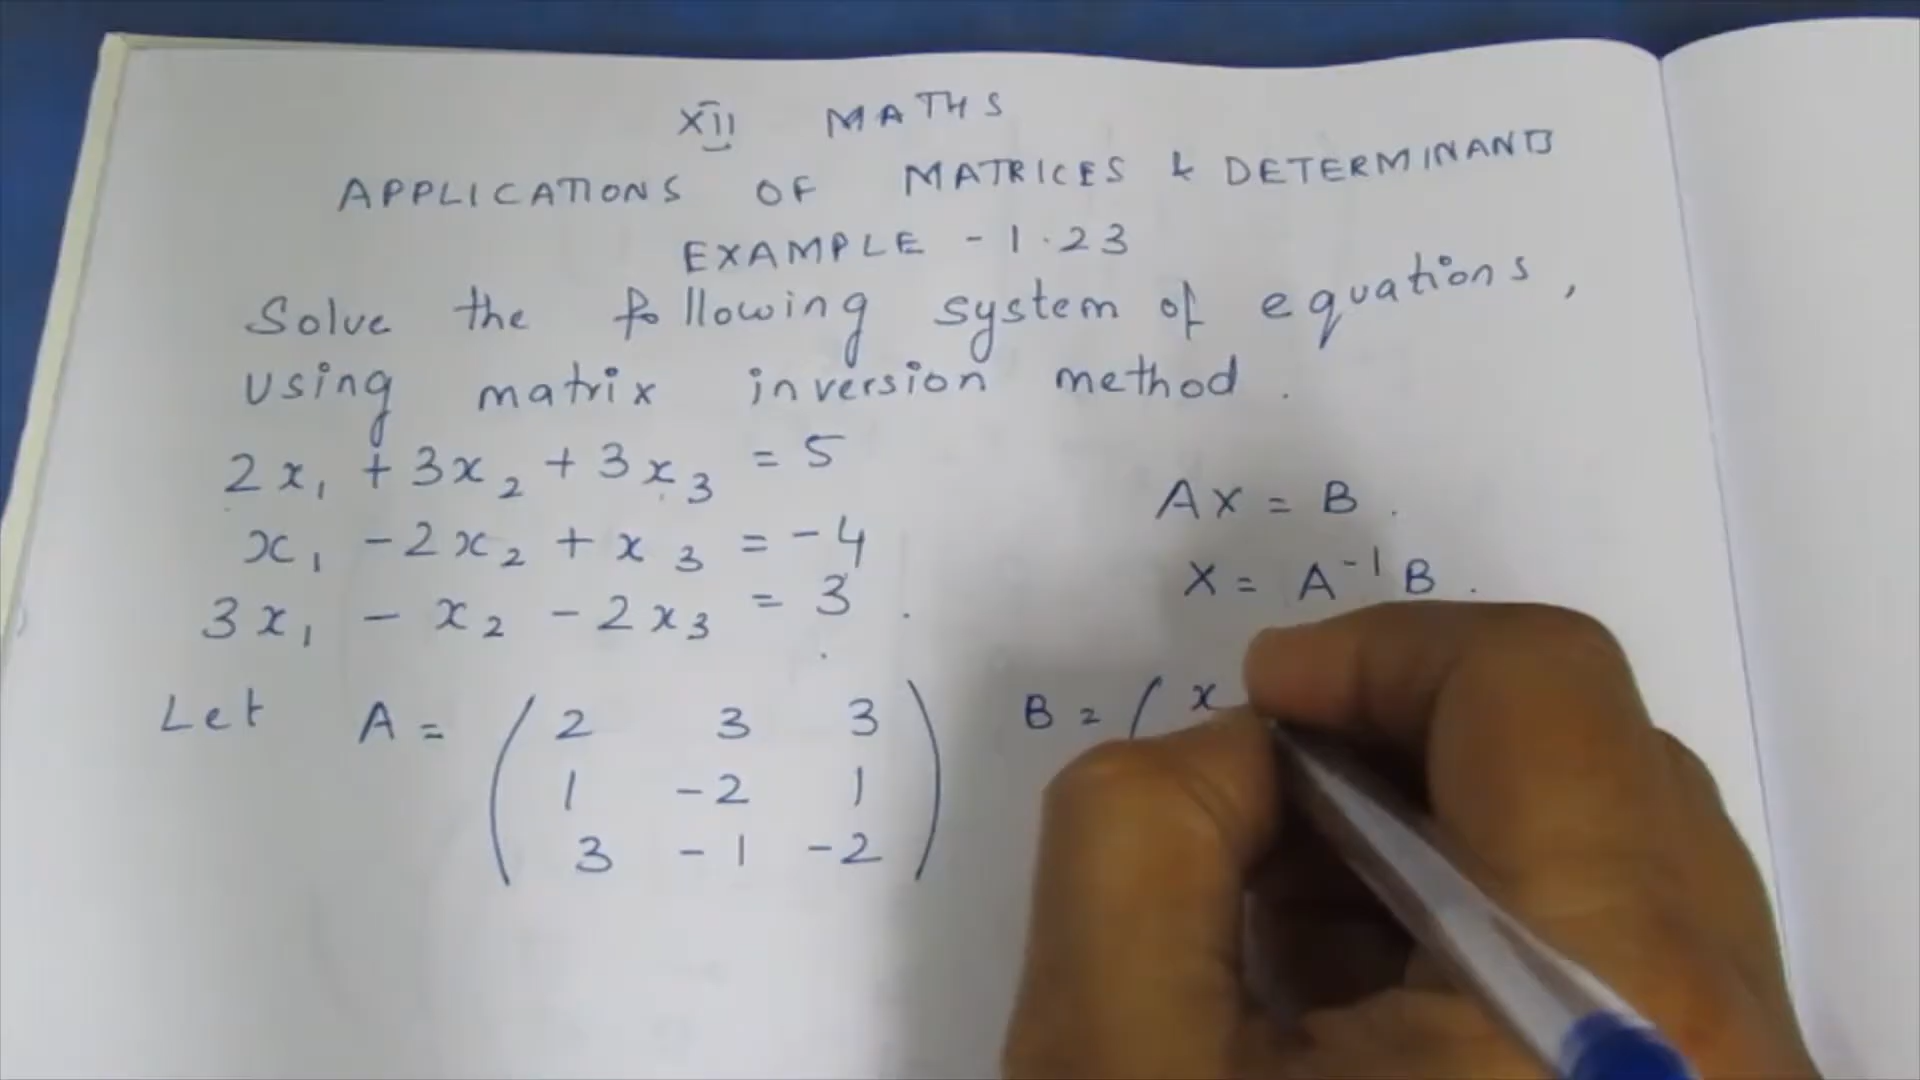 XII MATHS
APPLICATIONS OF MATRICES & DETERMINANTS
EXAMPLE - 1.23
Solve the following system of equations,
using matrix inversion method.
2x₁ + 3x₂ + 3x₃ = 5
x₁ - 2x₂ + x₃ = -4
3x₁ - x₂ - 2x₃ = 3.
AX = B.
X = A⁻¹B.
Let A = ( 2 3 3
1 -2 1
3 -1 -2 )
B = ( x